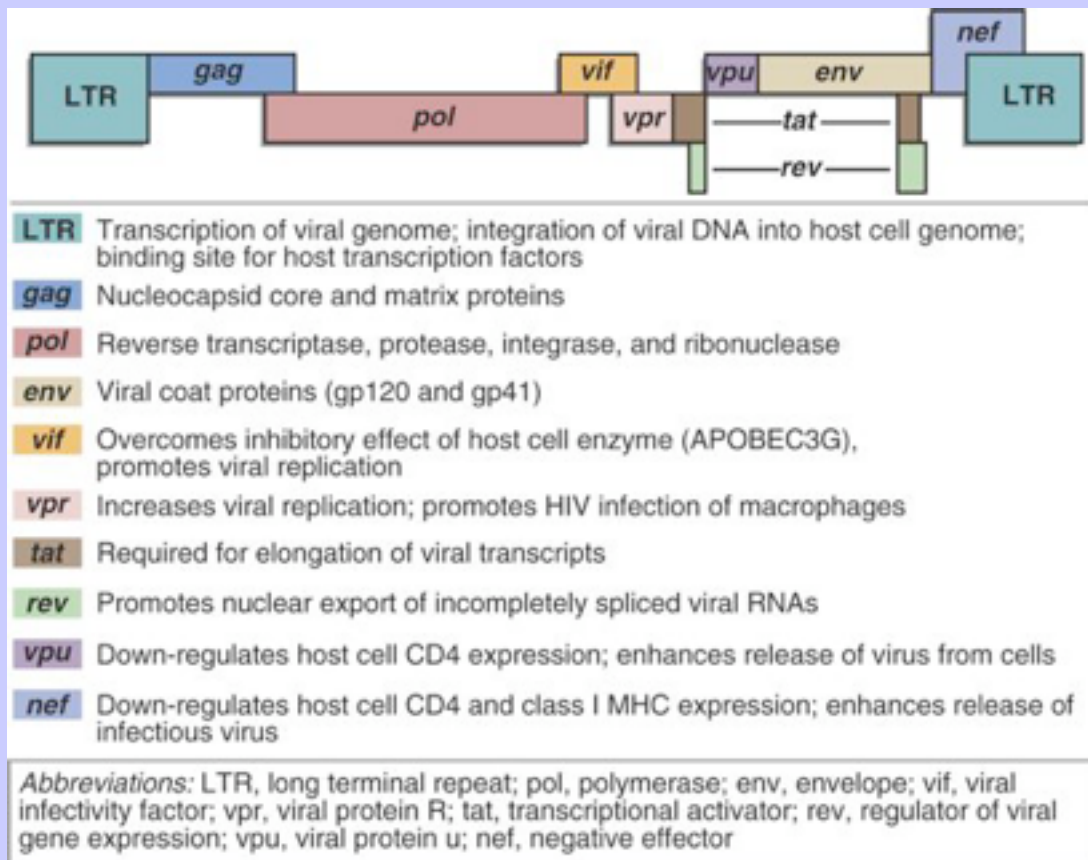 nef
gag
vif
vpu
env
LTR
LTR
pol
vpr
tat
rev
LTR Transcription of viral genome; integration of viral DNA into host cell genome;
binding site for host transcription factors
gag Nucleocapsid core and matrix proteins
pol Reverse transcriptase, protease, integrase, and ribonuclease
env Viral coat proteins (gp120 and gp41)
vif Overcomes inhibitory effect of host cell enzyme (APOBEC3G),
promotes viral replication
vpr Increases viral replication; promotes HIV infection of macrophages
tat Required for elongation of viral transcripts
rev Promotes nuclear export of incompletely spliced viral RNAs
vpu Down-regulates host cell CD4 expression; enhances release of virus from cells
nef Down-regulates host cell CD4 and class I MHC expression; enhances release of
infectious virus
Abbreviations: LTR, long terminal repeat; pol, polymerase; env, envelope; vif, viral
infectivity factor; vpr, viral protein R; tat, transcriptional activator; rev, regulator of viral
gene expression; vpu, viral protein u; nef, negative effector